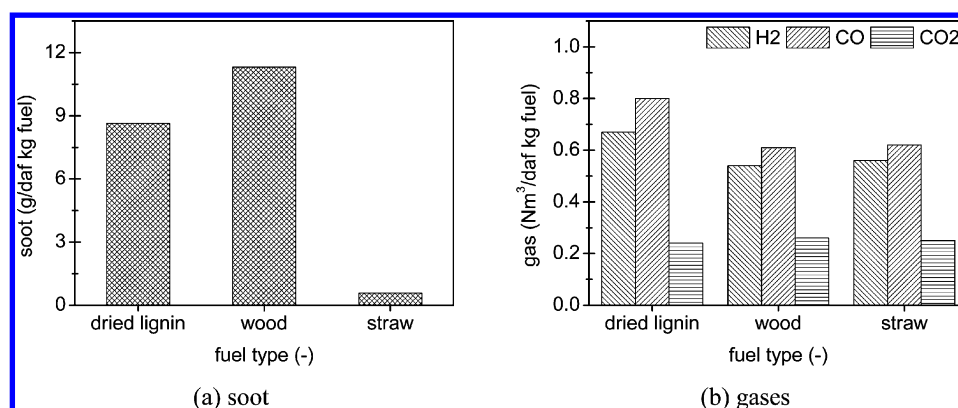 12
9
6
3
0
soot (g/daf kg fuel)
dried lignin wood straw
fuel type (-)
(a) soot
H2 CO CO2
1.0
0.8
0.6
0.4
0.2
0.0
gas (Nm³/daf kg fuel)
dried lignin wood straw
fuel type (-)
(b) gases